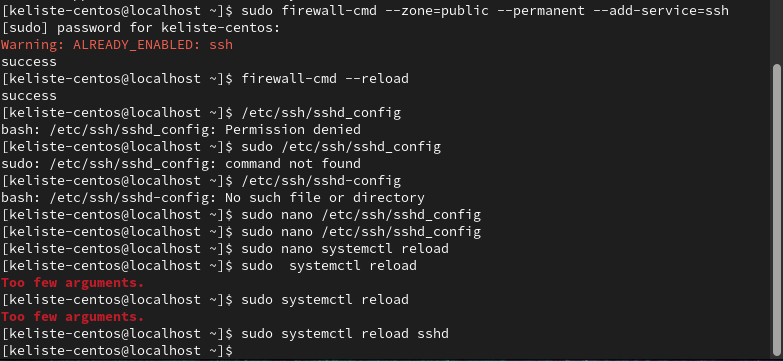 [keliste-centos@localhost ~]$ sudo firewall-cmd --zone=public --permanent --add-service=ssh
[sudo] password for keliste-centos:
Warning: ALREADY_ENABLED: ssh
success
[keliste-centos@localhost ~]$ firewall-cmd --reload
success
[keliste-centos@localhost ~]$ /etc/ssh/sshd_config
bash: /etc/ssh/sshd_config: Permission denied
[keliste-centos@localhost ~]$ sudo /etc/ssh/sshd_config
sudo: /etc/ssh/sshd_config: command not found
[keliste-centos@localhost ~]$ /etc/ssh/sshd-config
bash: /etc/ssh/sshd-config: No such file or directory
[keliste-centos@localhost ~]$ sudo nano /etc/ssh/sshd_config
[keliste-centos@localhost ~]$ sudo nano /etc/ssh/sshd_config
[keliste-centos@localhost ~]$ sudo nano systemctl reload
[keliste-centos@localhost ~]$ sudo  systemctl reload
Too few arguments.
[keliste-centos@localhost ~]$ sudo systemctl reload
Too few arguments.
[keliste-centos@localhost ~]$ sudo systemctl reload sshd
[keliste-centos@localhost ~]$